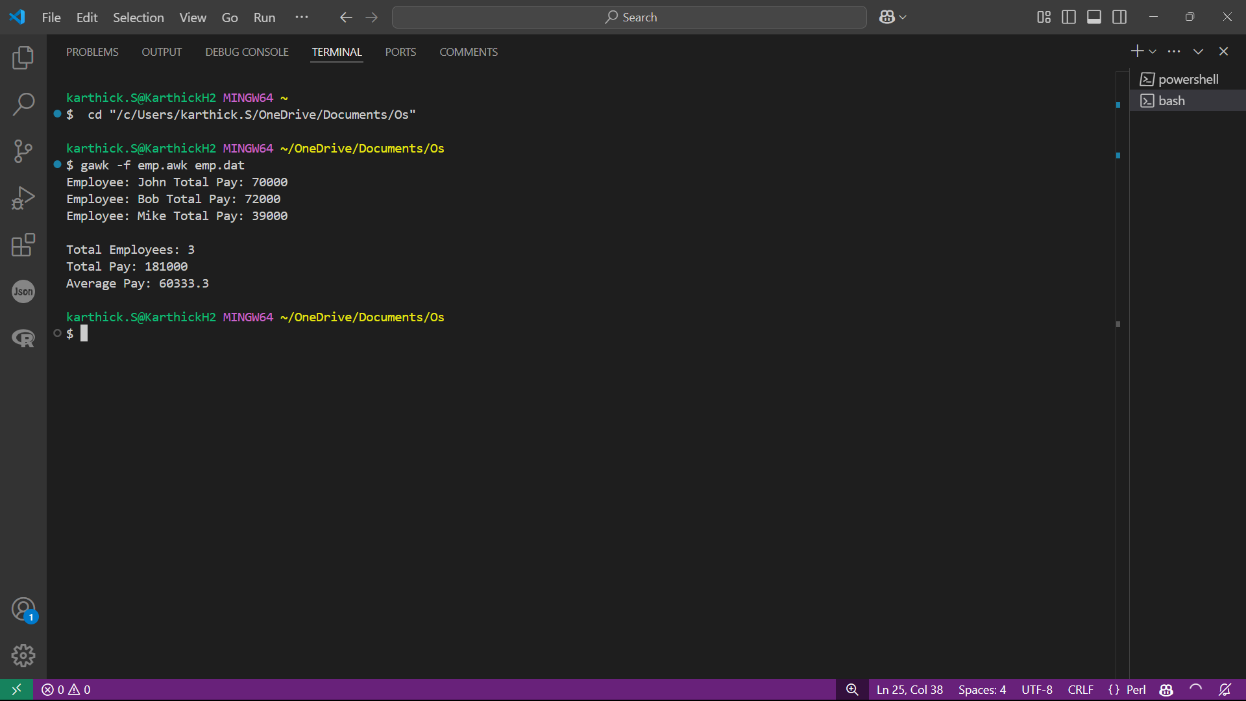 File Edit Selection View Go Run ··· Search
PROBLEMS OUTPUT DEBUG CONSOLE TERMINAL PORTS COMMENTS
powershell
bash
karthick.S@KarthickH2 MINGW64 ~
$  cd "/c/Users/karthick.S/OneDrive/Documents/Os"
karthick.S@KarthickH2 MINGW64 ~/OneDrive/Documents/Os
$ gawk -f emp.awk emp.dat
Employee: John Total Pay: 70000
Employee: Bob Total Pay: 72000
Employee: Mike Total Pay: 39000
Total Employees: 3
Total Pay: 181000
Average Pay: 60333.3
karthick.S@KarthickH2 MINGW64 ~/OneDrive/Documents/Os
$
Json
R
1
0 0 Ln 25, Col 38 Spaces: 4 UTF-8 CRLF {} Perl